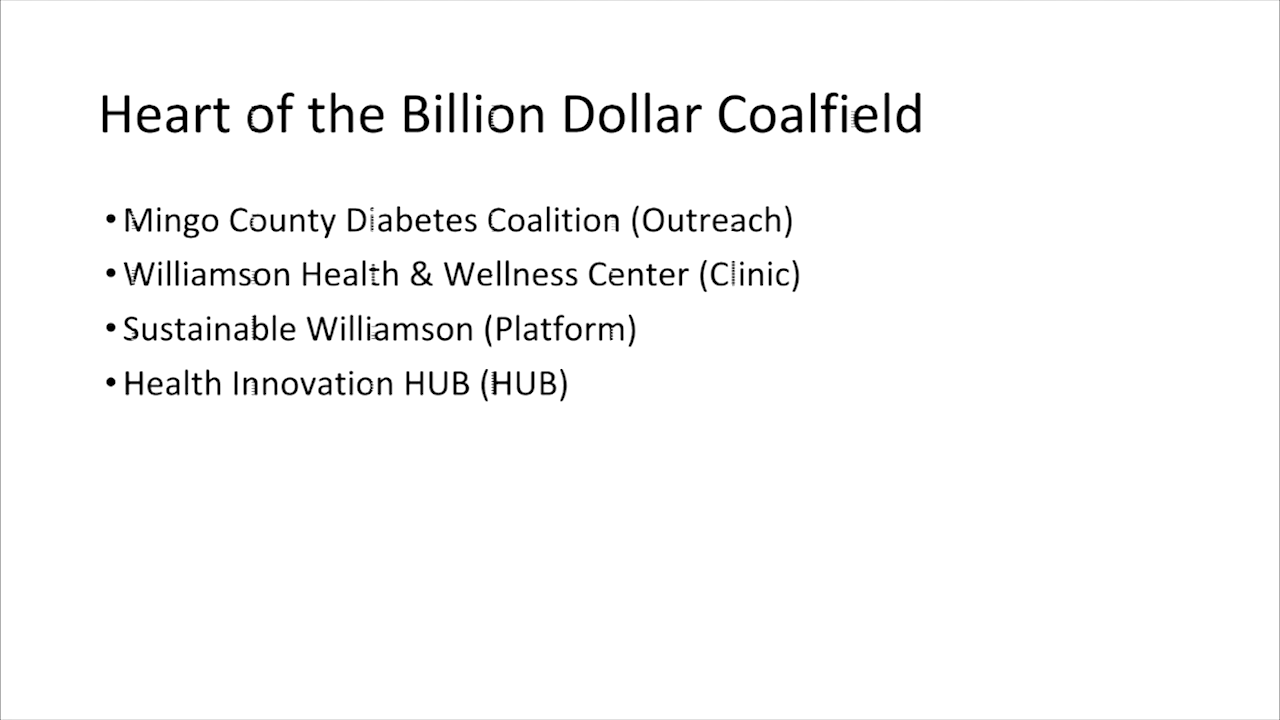 Heart of the Billion Dollar Coalfield
• Mingo County Diabetes Coalition (Outreach)
• Williamson Health & Wellness Center (Clinic)
• Sustainable Williamson (Platform)
• Health Innovation HUB (HUB)